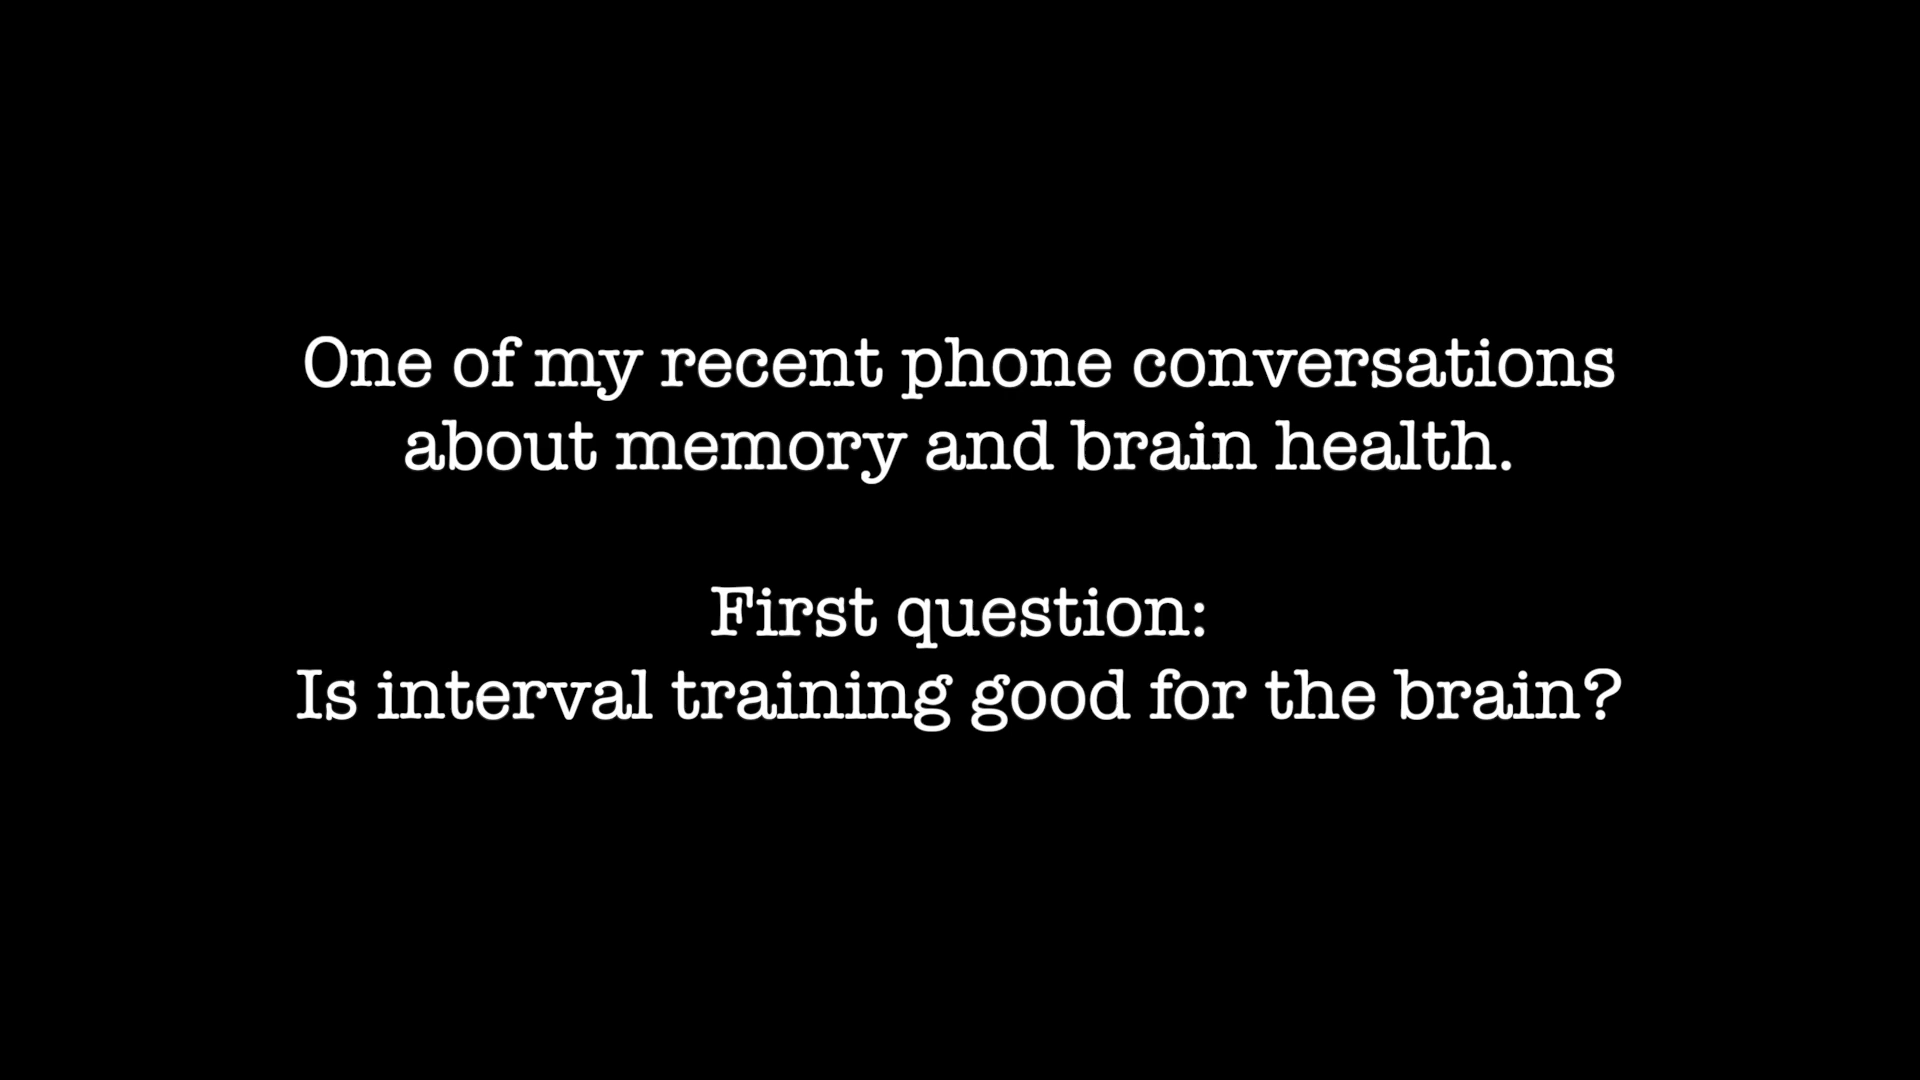 One of my recent phone conversations
about memory and brain health.
First question:
Is interval training good for the brain?